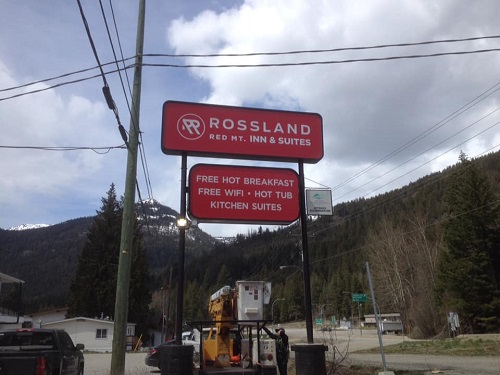 ROSSLAND
RED MT. INN & SUITES
FREE HOT BREAKFAST
FREE WIFI • HOT TUB
KITCHEN SUITES